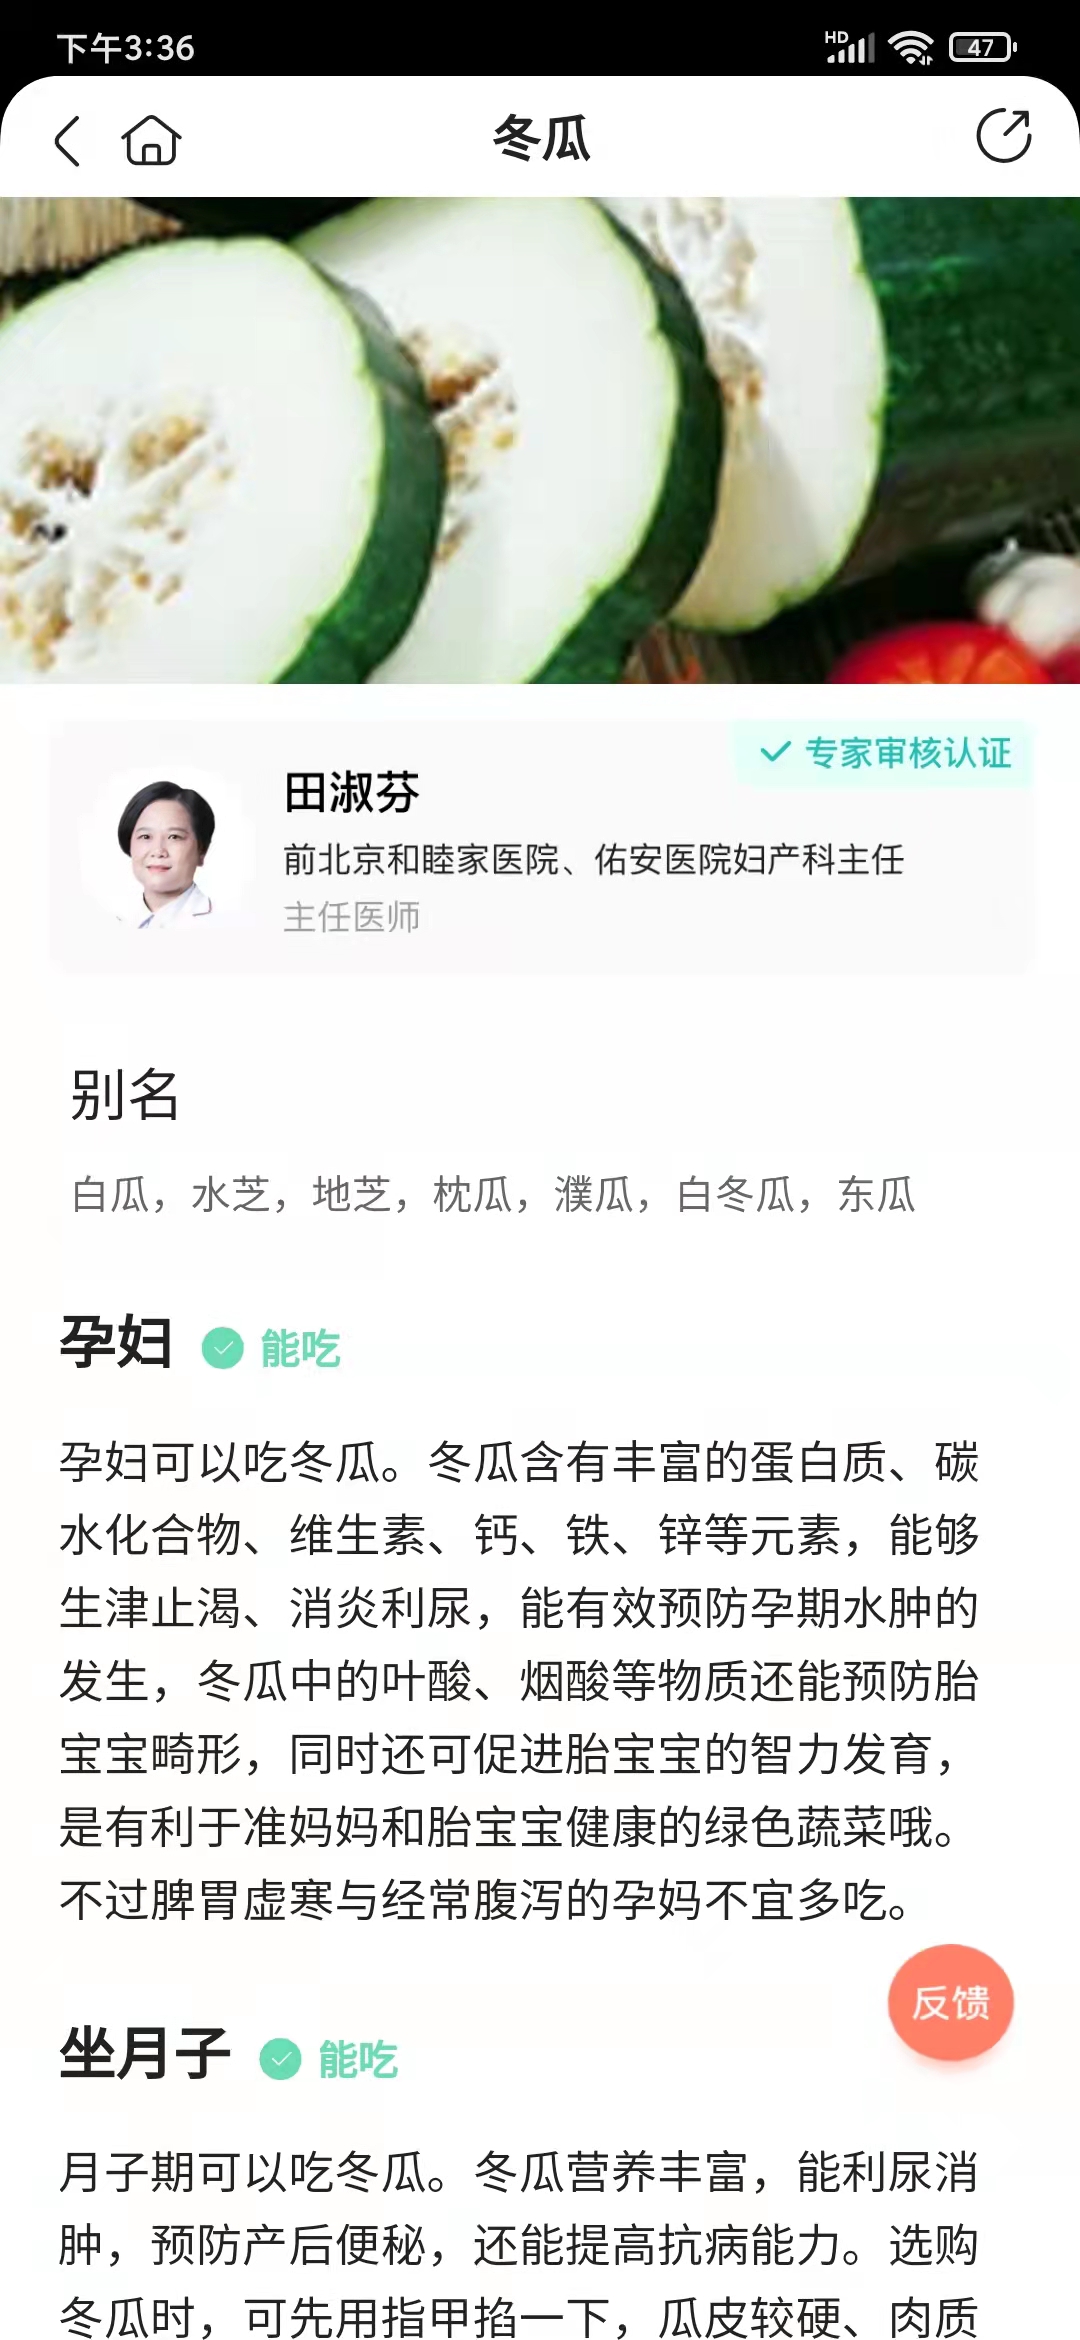 下午3:36
HD
47
冬瓜
专家审核认证
田淑芬
前北京和睦家医院、佑安医院妇产科主任
主任医师
别名
白瓜，水芝，地芝，枕瓜，濮瓜，白冬瓜，东瓜
孕妇 能吃
孕妇可以吃冬瓜。冬瓜含有丰富的蛋白质、碳
水化合物、维生素、钙、铁、锌等元素，能够
生津止渴、消炎利尿，能有效预防孕期水肿的
发生，冬瓜中的叶酸、烟酸等物质还能预防胎
宝宝畸形，同时还可促进胎宝宝的智力发育，
是有利于准妈妈和胎宝宝健康的绿色蔬菜哦。
不过脾胃虚寒与经常腹泻的孕妈不宜多吃。
反馈
坐月子 能吃
月子期可以吃冬瓜。冬瓜营养丰富，能利尿消
肿，预防产后便秘，还能提高抗病能力。选购
冬瓜时，可先用指甲掐一下，瓜皮较硬、肉质